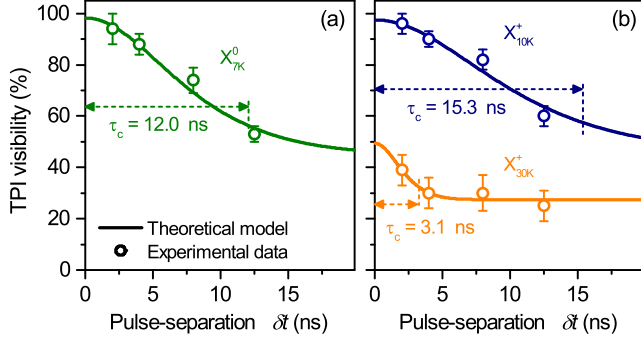 (a)
(b)
X⁰₇K
X⁺₁₀K
τc = 12.0 ns
τc = 15.3 ns
X⁺₃₀K
τc = 3.1 ns
Theoretical model
Experimental data
TPI visibility (%)
100
80
60
40
20
0
0 5 10 15
0 5 10 15
Pulse-separation δt (ns)
Pulse-separation δt (ns)